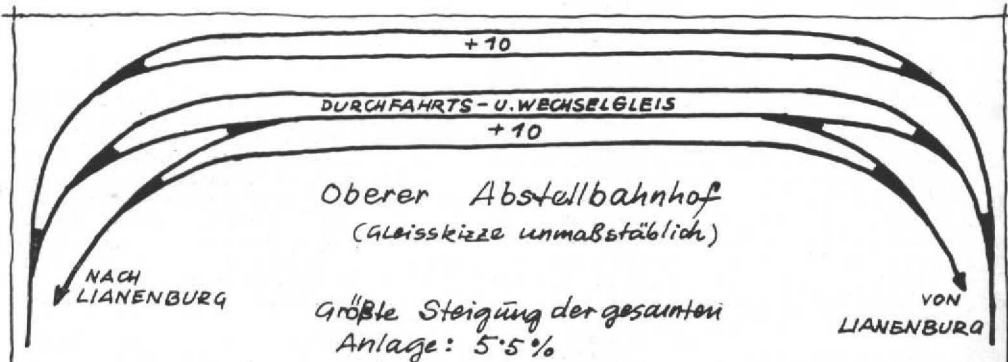 +10
DURCHFAHRTS-U.WECHSELGLEIS
+10
Oberer Abstellbahnhof
(Gleisskizze unmaßstäblich)
NACH
LIANENBURG
VON
LIANENBURG
Größte Steigung der gesamten
Anlage: 5·5%